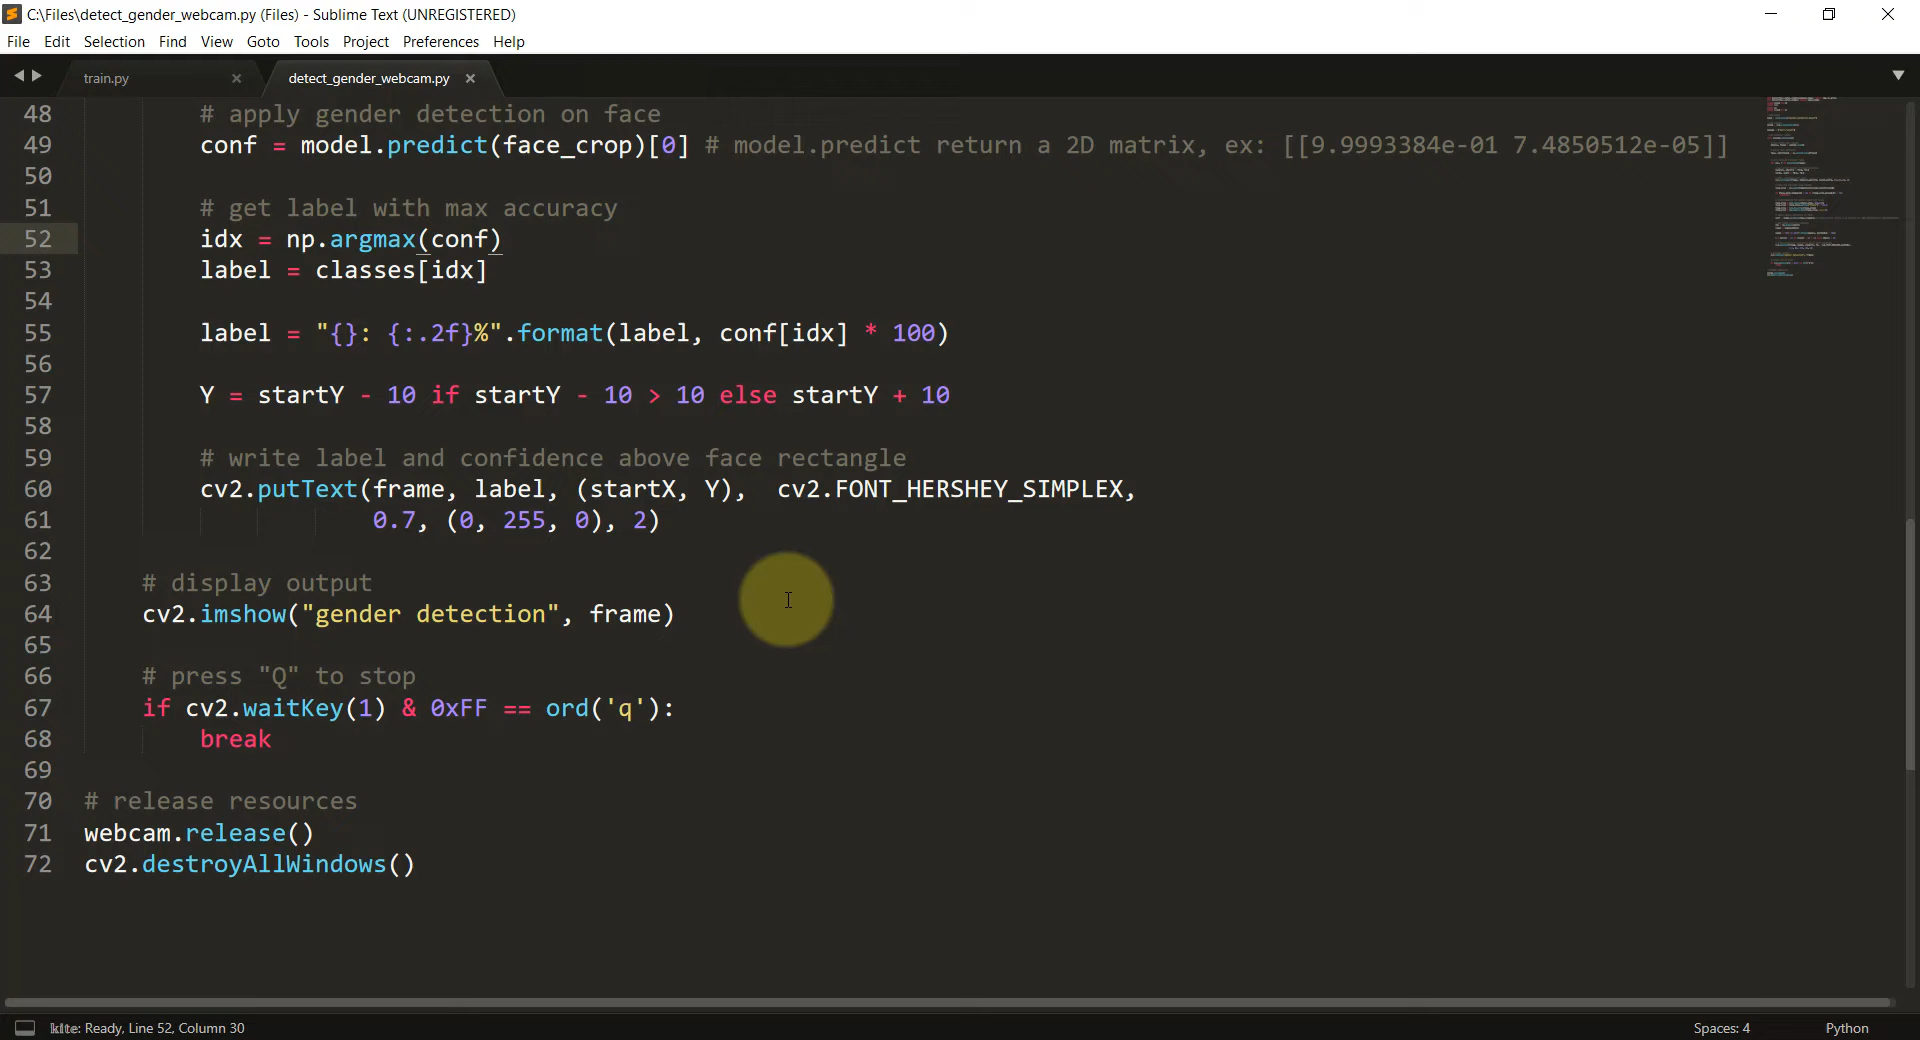 C:\Files\detect_gender_webcam.py (Files) - Sublime Text (UNREGISTERED)
File Edit Selection Find View Goto Tools Project Preferences Help
train.py detect_gender_webcam.py
48 # apply gender detection on face
49 conf = model.predict(face_crop)[0] # model.predict return a 2D matrix, ex: [[9.9993384e-01 7.4850512e-05]]
50
51 # get label with max accuracy
52 idx = np.argmax(conf)
53 label = classes[idx]
54
55 label = "{}: {:.2f}%".format(label, conf[idx] * 100)
56
57 Y = startY - 10 if startY - 10 > 10 else startY + 10
58
59 # write label and confidence above face rectangle
60 cv2.putText(frame, label, (startX, Y),  cv2.FONT_HERSHEY_SIMPLEX,
61 0.7, (0, 255, 0), 2)
62
63 # display output
64 cv2.imshow("gender detection", frame)
65
66 # press "Q" to stop
67 if cv2.waitKey(1) & 0xFF == ord('q'):
68 break
69
70 # release resources
71 webcam.release()
72 cv2.destroyAllWindows()
kite: Ready, Line 52, Column 30 Spaces: 4 Python